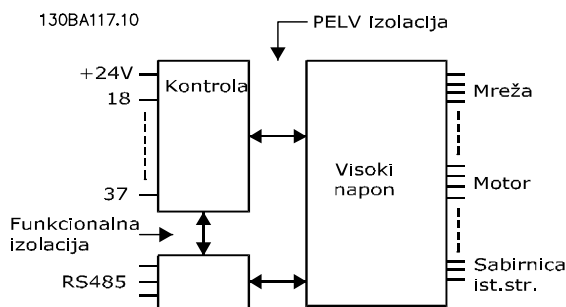 130BA117.10
PELV izolacija
+24V
Kontrola
18
Mreža
Visoki
napon
37
Motor
Funkcionalna
izolacija
RS485
Sabirnica
ist.str.